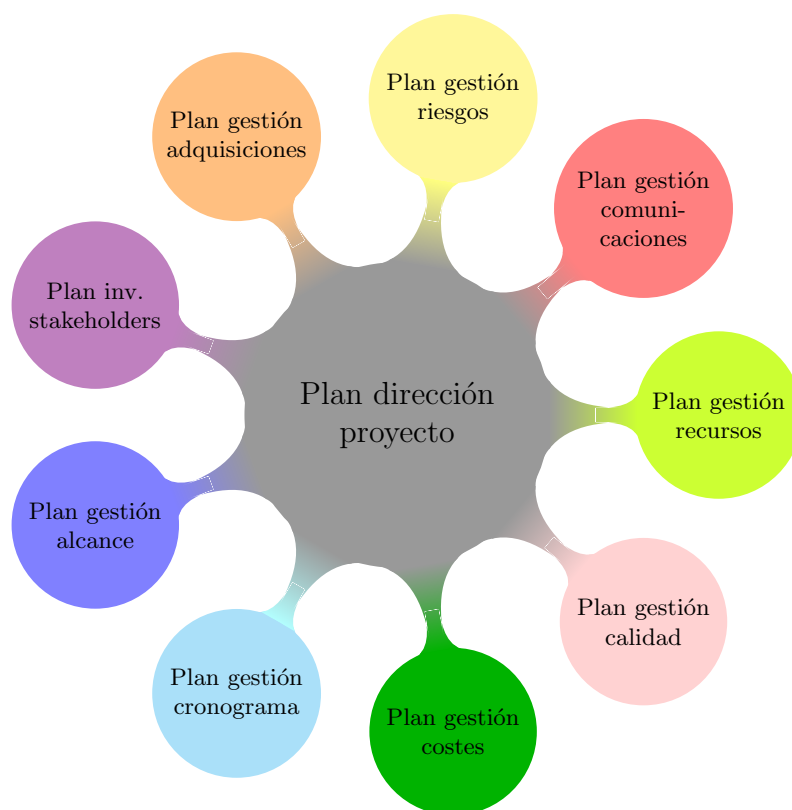 Plan gestión
riesgos
Plan gestión
adquisiciones
Plan gestión
comuni-
caciones
Plan inv.
stakeholders
Plan dirección
proyecto
Plan gestión
recursos
Plan gestión
alcance
Plan gestión
calidad
Plan gestión
cronograma
Plan gestión
costes